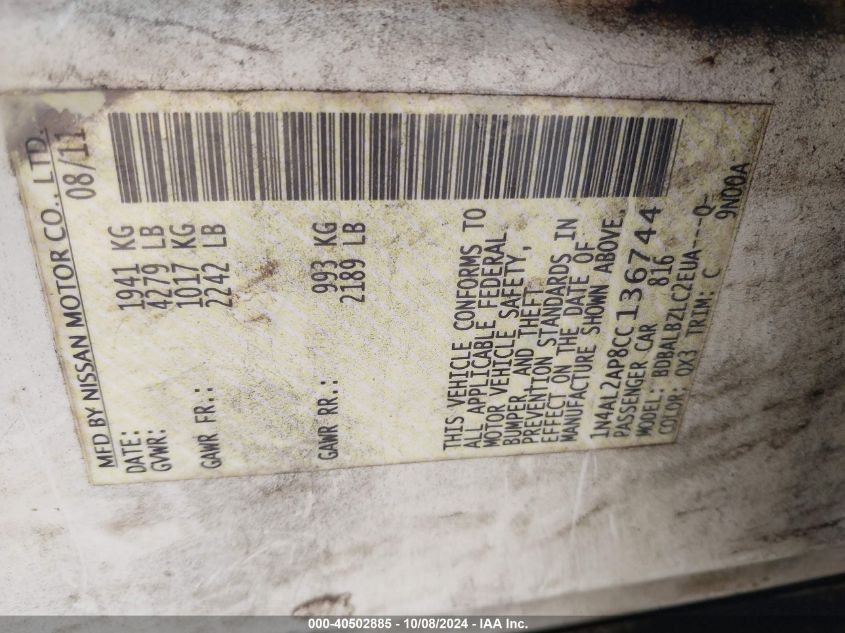 MFD BY NISSAN MOTOR CO., LTD.
DATE: 08/11
GVWR: 1941 KG
4279 LB
GAWR FR.: 1017 KG
2242 LB
GAWR RR.: 993 KG
2189 LB
THIS VEHICLE CONFORMS TO
ALL APPLICABLE FEDERAL
MOTOR VEHICLE SAFETY,
BUMPER, AND THEFT
PREVENTION STANDARDS IN
EFFECT ON THE DATE OF
MANUFACTURE SHOWN ABOVE.
1N4AL2AP8CC136744
PASSENGER CAR 816
MODEL: BDBALBZLC2EUA----Q-
COLOR: QX3 TRIM: C 9N00A
000-40502885 - 10/08/2024 - IAA Inc.